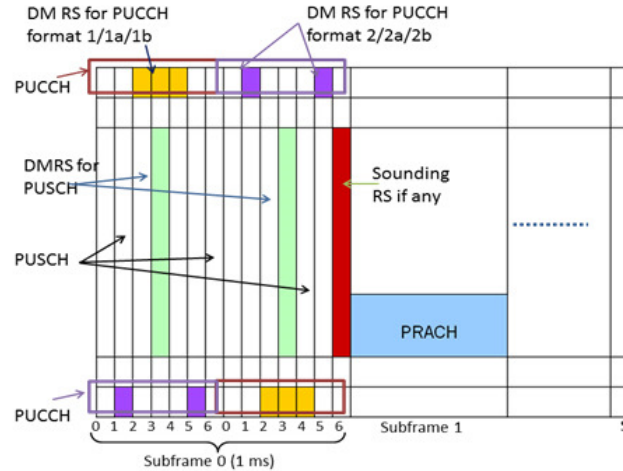 DM RS for PUCCH
format 1/1a/1b
DM RS for PUCCH
format 2/2a/2b
PUCCH
DMRS for
PUSCH
Sounding
RS if any
PUSCH
PRACH
PUCCH
0 1 2 3 4 5 6 0 1 2 3 4 5 6
Subframe 1
Subframe 0 (1 ms)